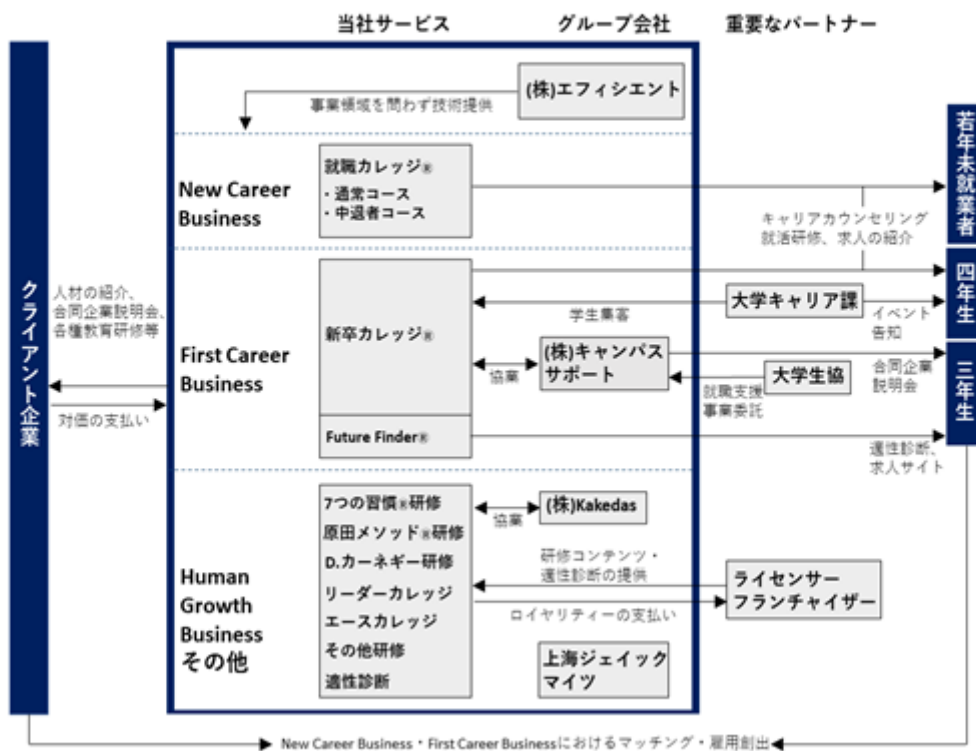 当社サービス
グループ会社
重要なパートナー
(株)エフィシエント
事業領域を問わず技術提供
New Career
Business
就職カレッジ®
・通常コース
・中退者コース
若年未就業者
キャリアカウンセリング
就活研修、求人の紹介
クライアント企業
人材の紹介、
合同企業説明会、
各種教育研修等
対価の支払い
First Career
Business
新卒カレッジ®
四年生
大学キャリア課
学生集客
イベント
告知
(株)キャンパス
サポート
協業
三年生
合同企業
説明会
大学生協
就職支援
事業委託
Future Finder®
適性診断、
求人サイト
Human
Growth
Business
その他
7つの習慣®研修
原田メソッド®研修
D.カーネギー研修
リーダーカレッジ
エースカレッジ
その他研修
適性診断
(株)Kakedas
協業
研修コンテンツ・
適性診断の提供
ライセンサー
フランチャイザー
ロイヤリティーの支払い
上海ジェイック
マイツ
New Career Business・First Career Businessにおけるマッチング・雇用創出